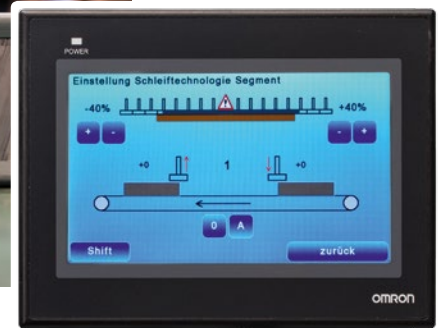 POWER
Einstellung Schleiftechnologie Segment
-40% +40%
+ - - +
+0 1 +0
0 A
Shift zurück
OMRON